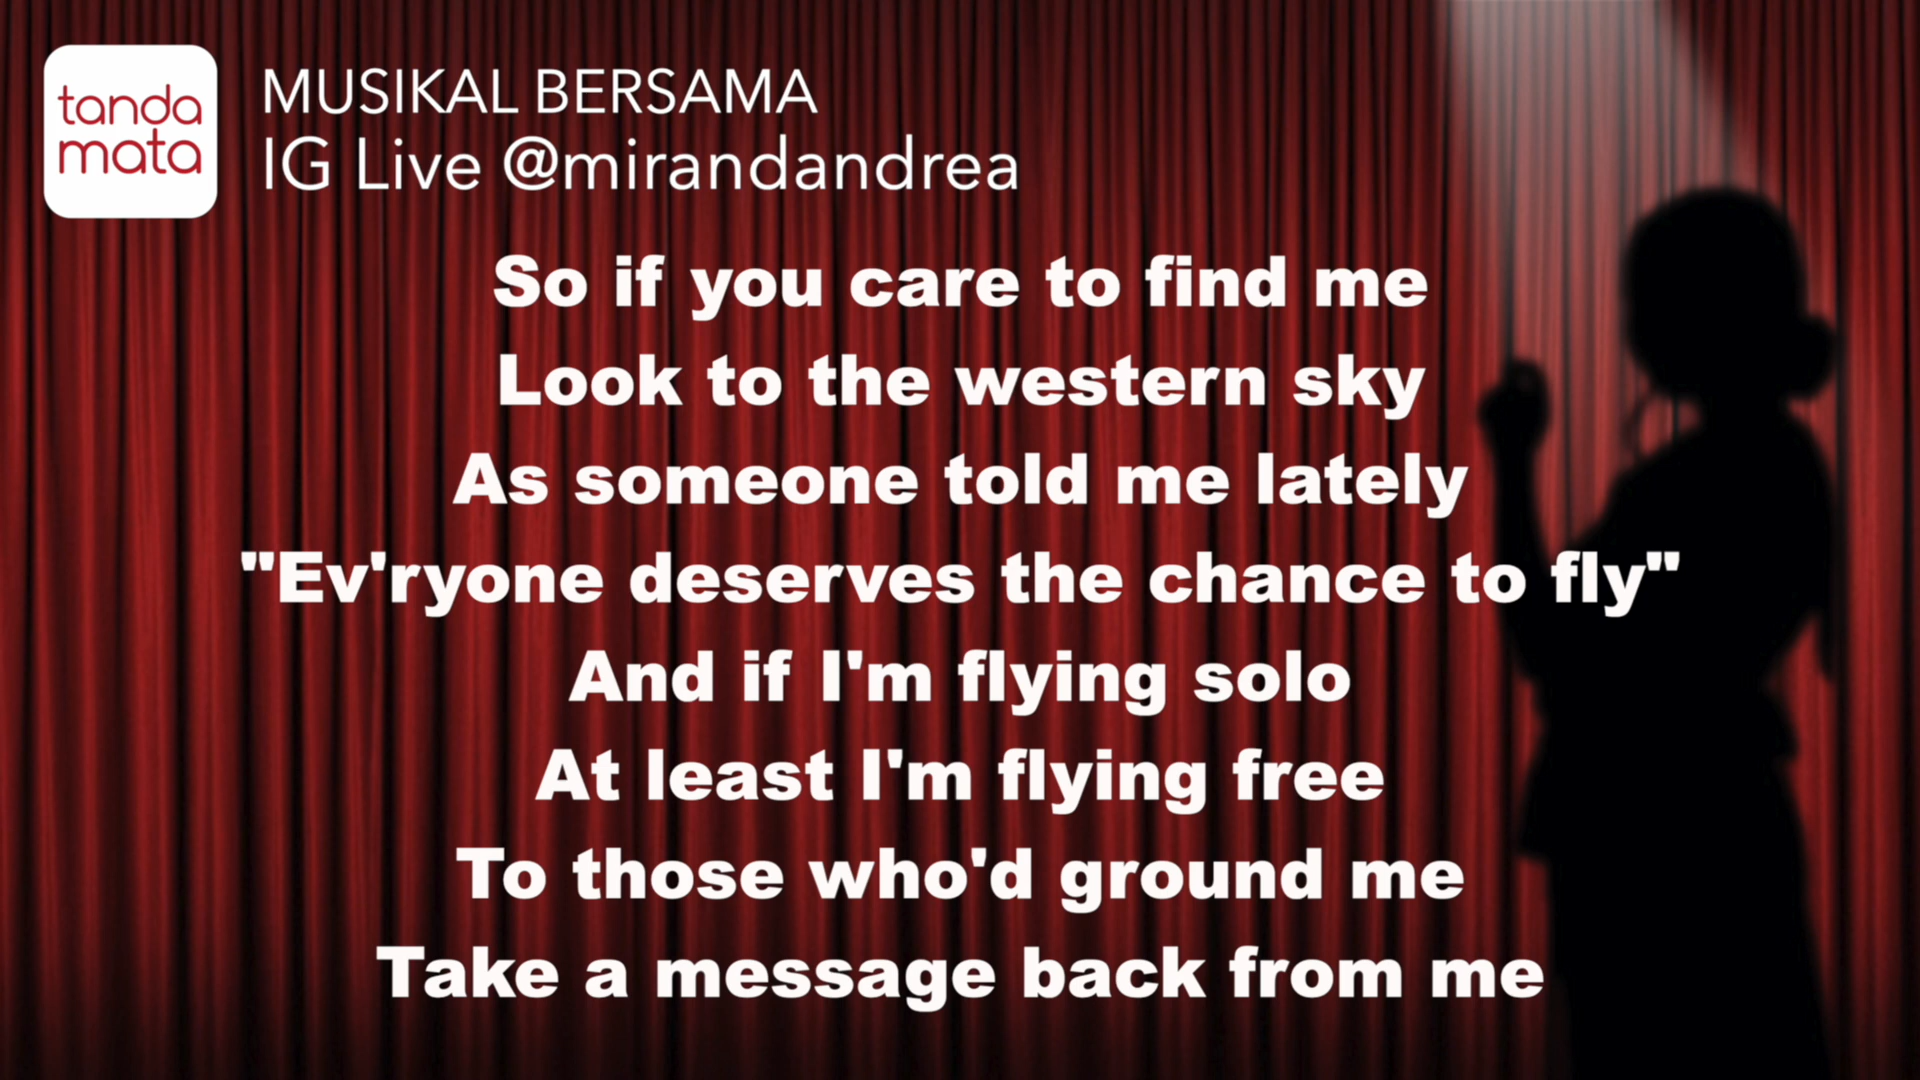 tanda
mata
MUSIKAL BERSAMA
IG Live @mirandandrea
So if you care to find me
Look to the western sky
As someone told me lately
"Ev'ryone deserves the chance to fly"
And if I'm flying solo
At least I'm flying free
To those who'd ground me
Take a message back from me